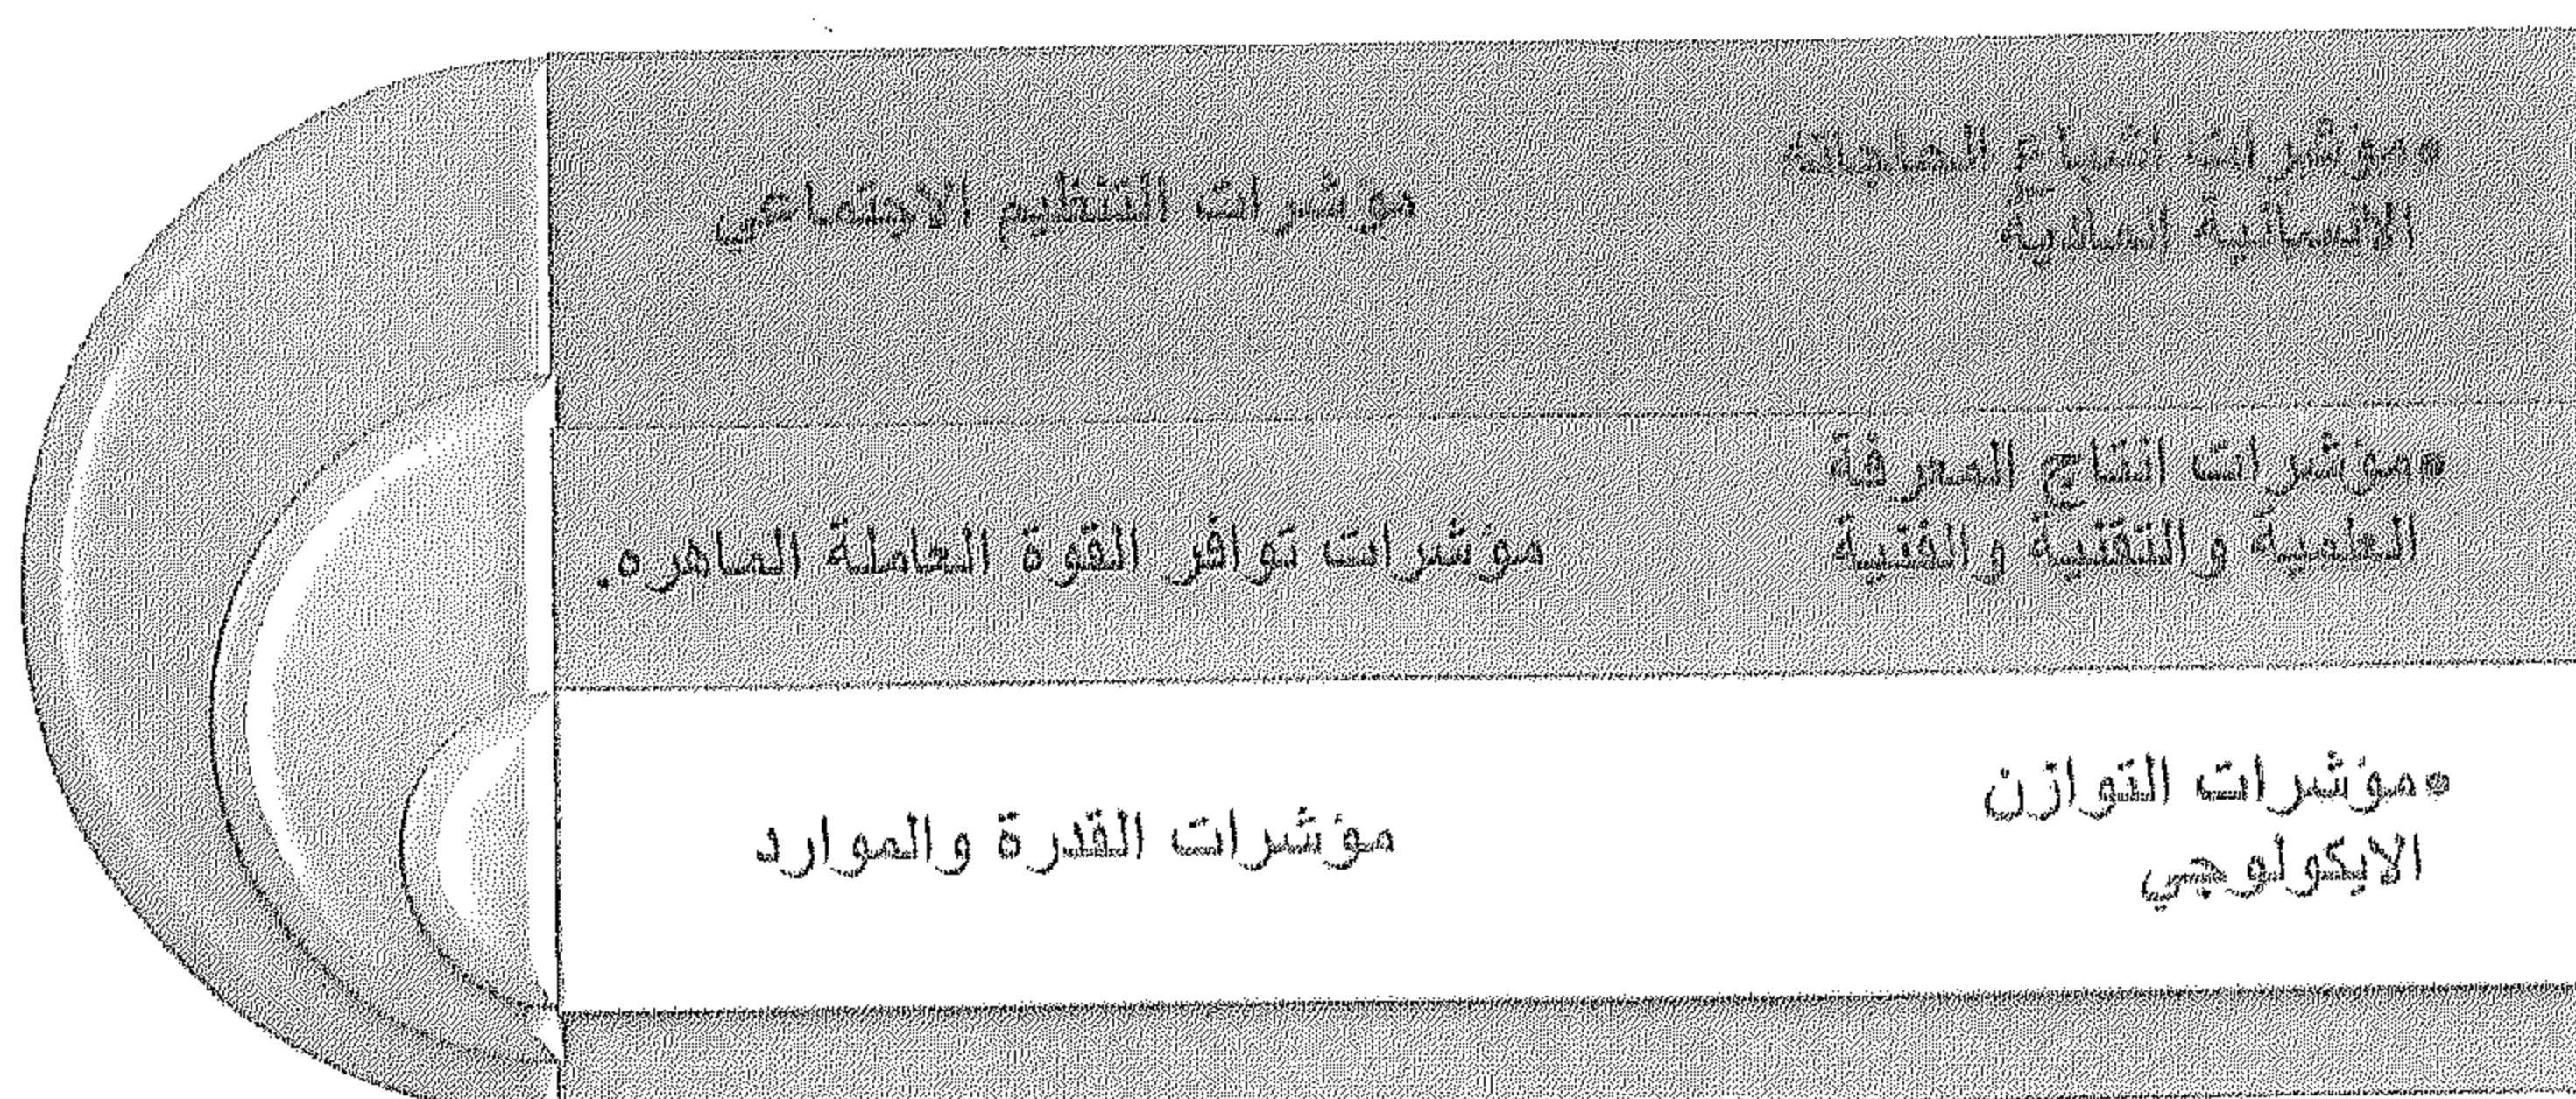 •مؤشرات اشباع الحاجات
الانسانية المادية
مؤشرات التنظيم الاجتماعي
•مؤشرات انتاج المعرفة
العلمية والتقنية والفنية
مؤشرات توافر القوة العاملة الماهره.
•مؤشرات التوازن
الايكولوجي
مؤشرات القدرة والموارد